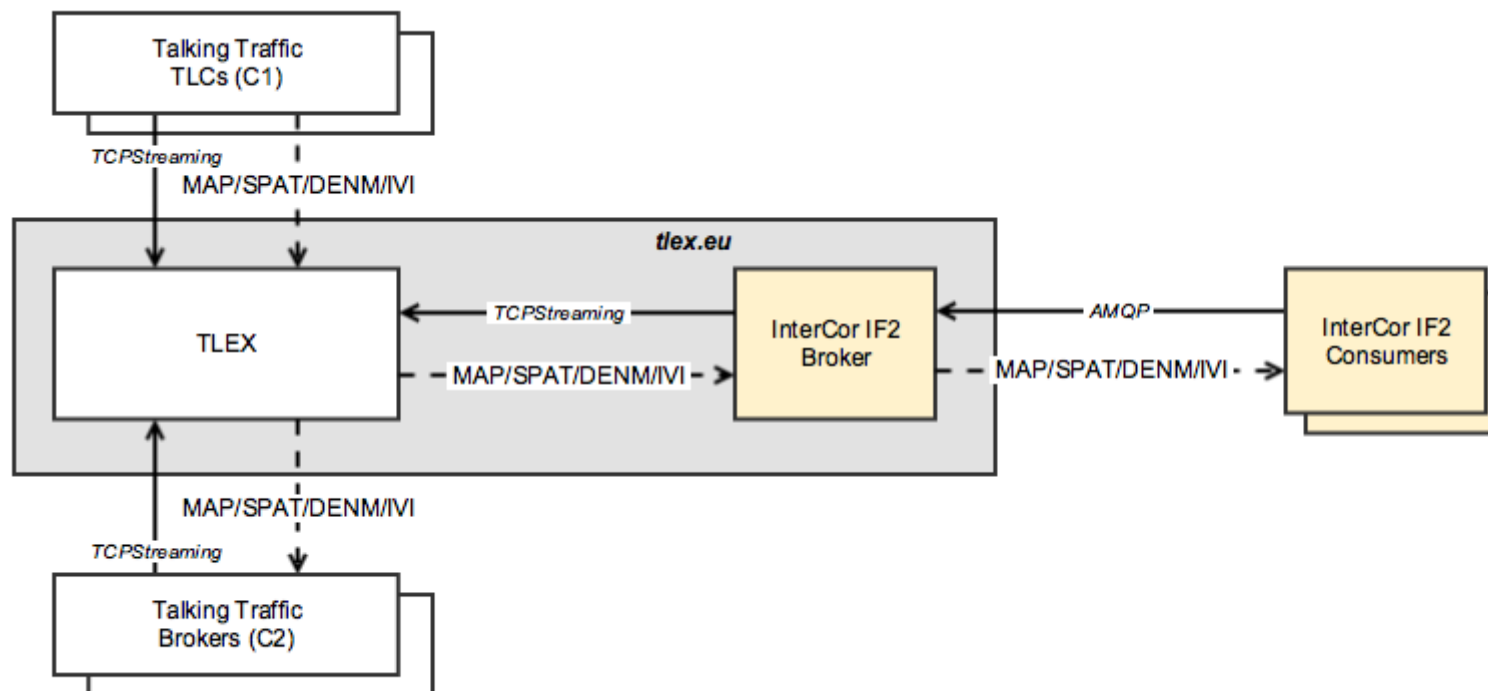 Talking Traffic
TLCs (C1)
TCPStreaming
MAP/SPAT/DENM/IVI
tlex.eu
TLEX
TCPStreaming
MAP/SPAT/DENM/IVI
InterCor IF2
Broker
AMQP
MAP/SPAT/DENM/IVI
InterCor IF2
Consumers
MAP/SPAT/DENM/IVI
TCPStreaming
Talking Traffic
Brokers (C2)